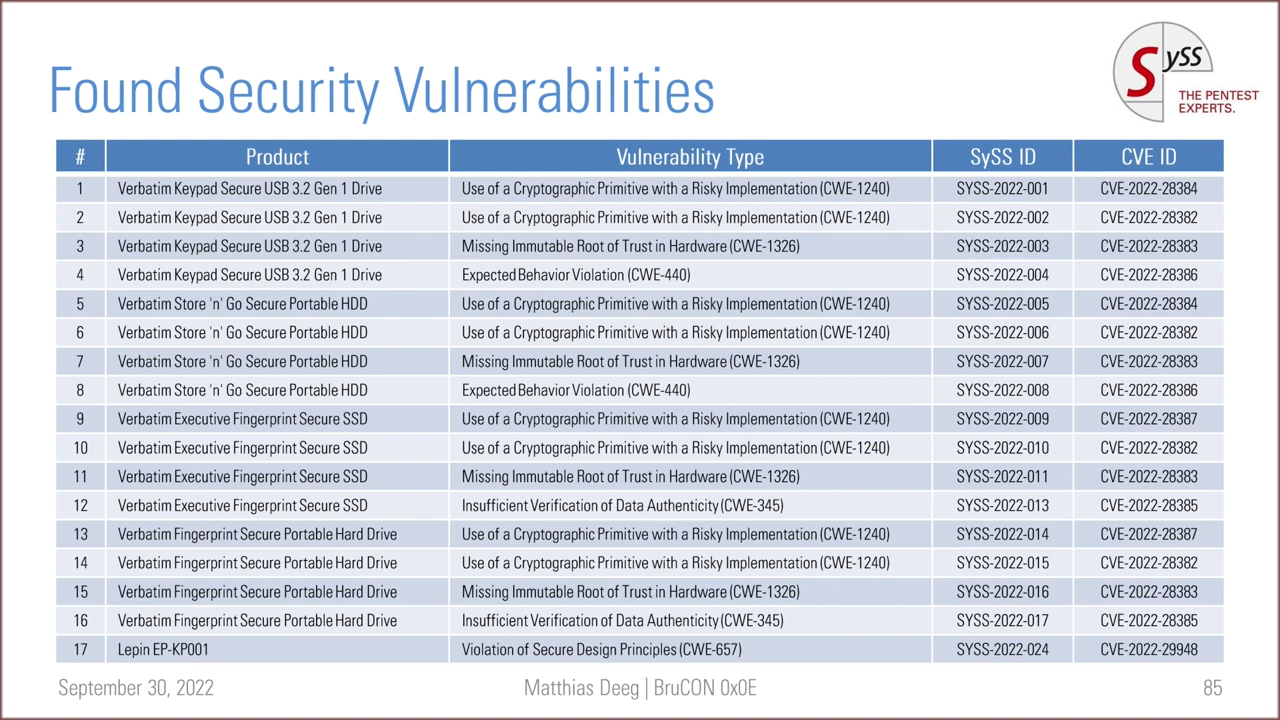 SySS
THE PENTEST
EXPERTS.
Found Security Vulnerabilities
# Product Vulnerability Type SySS ID CVE ID
1 Verbatim Keypad Secure USB 3.2 Gen 1 Drive Use of a Cryptographic Primitive with a Risky Implementation (CWE-1240) SYSS-2022-001 CVE-2022-28384
2 Verbatim Keypad Secure USB 3.2 Gen 1 Drive Use of a Cryptographic Primitive with a Risky Implementation (CWE-1240) SYSS-2022-002 CVE-2022-28382
3 Verbatim Keypad Secure USB 3.2 Gen 1 Drive Missing Immutable Root of Trust in Hardware (CWE-1326) SYSS-2022-003 CVE-2022-28383
4 Verbatim Keypad Secure USB 3.2 Gen 1 Drive Expected Behavior Violation (CWE-440) SYSS-2022-004 CVE-2022-28386
5 Verbatim Store 'n' Go Secure Portable HDD Use of a Cryptographic Primitive with a Risky Implementation (CWE-1240) SYSS-2022-005 CVE-2022-28384
6 Verbatim Store 'n' Go Secure Portable HDD Use of a Cryptographic Primitive with a Risky Implementation (CWE-1240) SYSS-2022-006 CVE-2022-28382
7 Verbatim Store 'n' Go Secure Portable HDD Missing Immutable Root of Trust in Hardware (CWE-1326) SYSS-2022-007 CVE-2022-28383
8 Verbatim Store 'n' Go Secure Portable HDD Expected Behavior Violation (CWE-440) SYSS-2022-008 CVE-2022-28386
9 Verbatim Executive Fingerprint Secure SSD Use of a Cryptographic Primitive with a Risky Implementation (CWE-1240) SYSS-2022-009 CVE-2022-28387
10 Verbatim Executive Fingerprint Secure SSD Use of a Cryptographic Primitive with a Risky Implementation (CWE-1240) SYSS-2022-010 CVE-2022-28382
11 Verbatim Executive Fingerprint Secure SSD Missing Immutable Root of Trust in Hardware (CWE-1326) SYSS-2022-011 CVE-2022-28383
12 Verbatim Executive Fingerprint Secure SSD Insufficient Verification of Data Authenticity (CWE-345) SYSS-2022-013 CVE-2022-28385
13 Verbatim Fingerprint Secure Portable Hard Drive Use of a Cryptographic Primitive with a Risky Implementation (CWE-1240) SYSS-2022-014 CVE-2022-28387
14 Verbatim Fingerprint Secure Portable Hard Drive Use of a Cryptographic Primitive with a Risky Implementation (CWE-1240) SYSS-2022-015 CVE-2022-28382
15 Verbatim Fingerprint Secure Portable Hard Drive Missing Immutable Root of Trust in Hardware (CWE-1326) SYSS-2022-016 CVE-2022-28383
16 Verbatim Fingerprint Secure Portable Hard Drive Insufficient Verification of Data Authenticity (CWE-345) SYSS-2022-017 CVE-2022-28385
17 Lepin EP-KP001 Violation of Secure Design Principles (CWE-657) SYSS-2022-024 CVE-2022-29948
September 30, 2022 Matthias Deeg | BruCON 0x0E 85